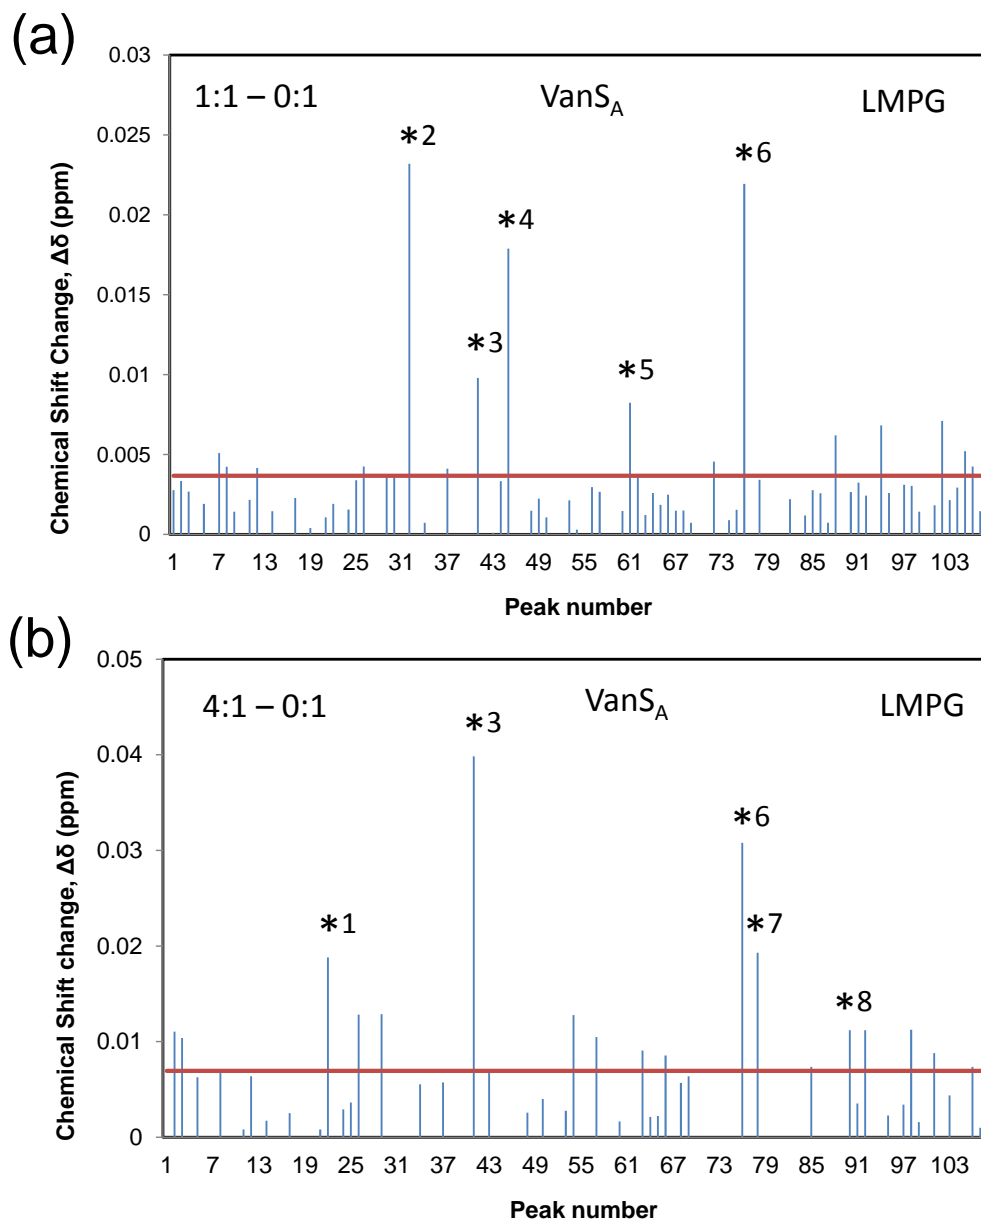 (a)
0.03
1:1 – 0:1 VanS_A LMPG
0.025
*2
*6
0.02
*4
0.015
*3
0.01
*5
0.005
0
Chemical Shift Change, Δδ (ppm)
1 7 13 19 25 31 37 43 49 55 61 67 73 79 85 91 97 103
Peak number
(b)
0.05
4:1 – 0:1 VanS_A LMPG
*3
0.04
*6
0.03
*1
*7
0.02
*8
0.01
0
Chemical Shift change, Δδ (ppm)
1 7 13 19 25 31 37 43 49 55 61 67 73 79 85 91 97 103
Peak number